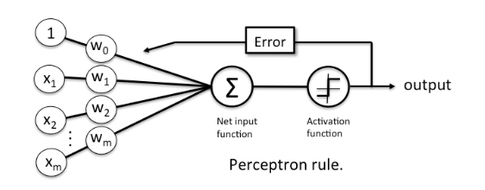 1
w0
Error
x1
w1
Σ
output
x2
w2
Net input
function
Activation
function
⋮
xm
wm
Perceptron rule.